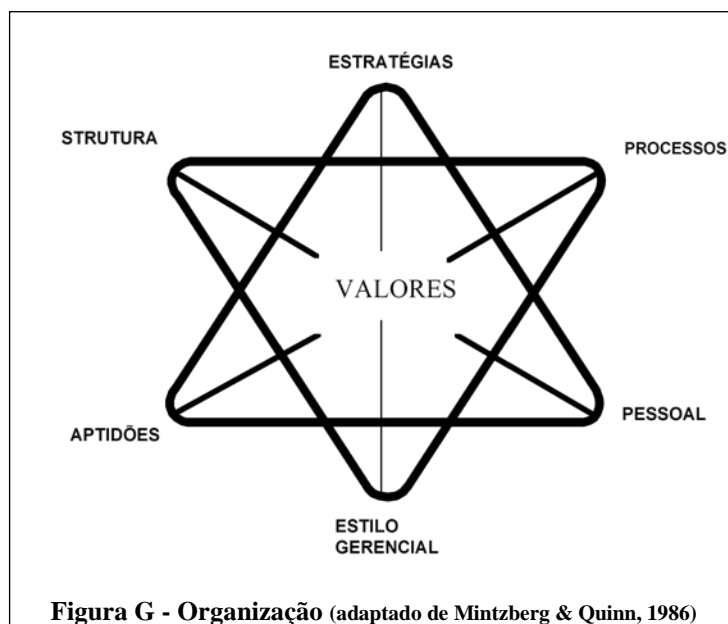 ESTRATÉGIAS
STRUTURA
PROCESSOS
VALORES
APTIDÕES
PESSOAL
ESTILO
GERENCIAL
Figura G - Organização (adaptado de Mintzberg & Quinn, 1986)